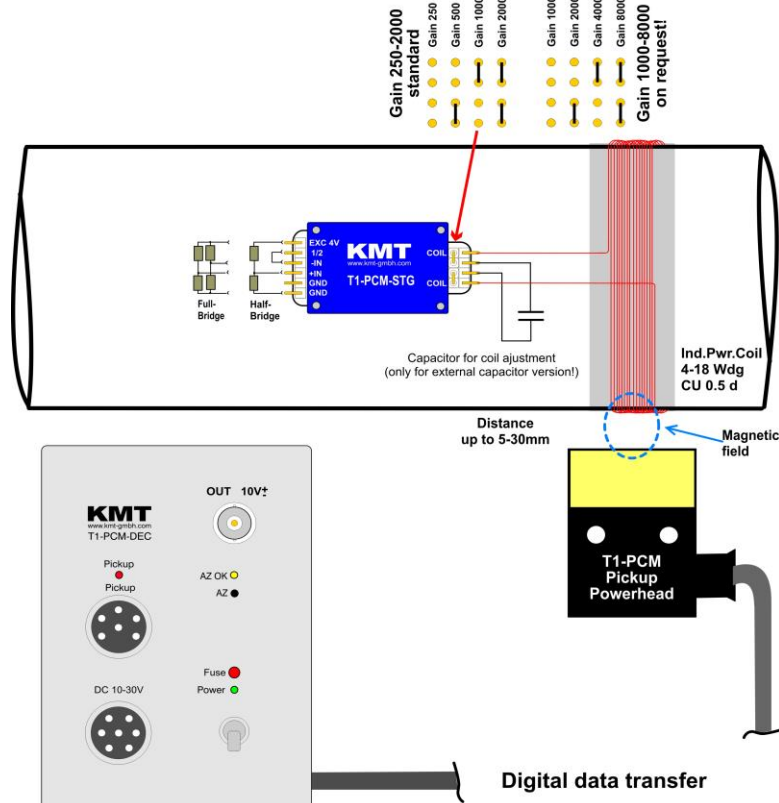 Gain 250-2000
standard
Gain 250
Gain 500
Gain 1000
Gain 2000
Gain 1000
Gain 2000
Gain 4000
Gain 8000
Gain 1000-8000
on request!
EXC 4V
1/2
-IN
+IN
GND
GND
KMT
www.kmt-gmbh.com
T1-PCM-STG
COIL
COIL
Full-
Bridge
Half-
Bridge
Capacitor for coil ajustment
(only for external capacitor version!)
Ind.Pwr.Coil
4-18 Wdg
CU 0.5 d
Distance
up to 5-30mm
Magnetic
field
KMT
www.kmt-gmbh.com
T1-PCM-DEC
OUT 10V±
Pickup
Pickup
AZ OK
AZ
DC 10-30V
Fuse
Power
T1-PCM
Pickup
Powerhead
Digital data transfer